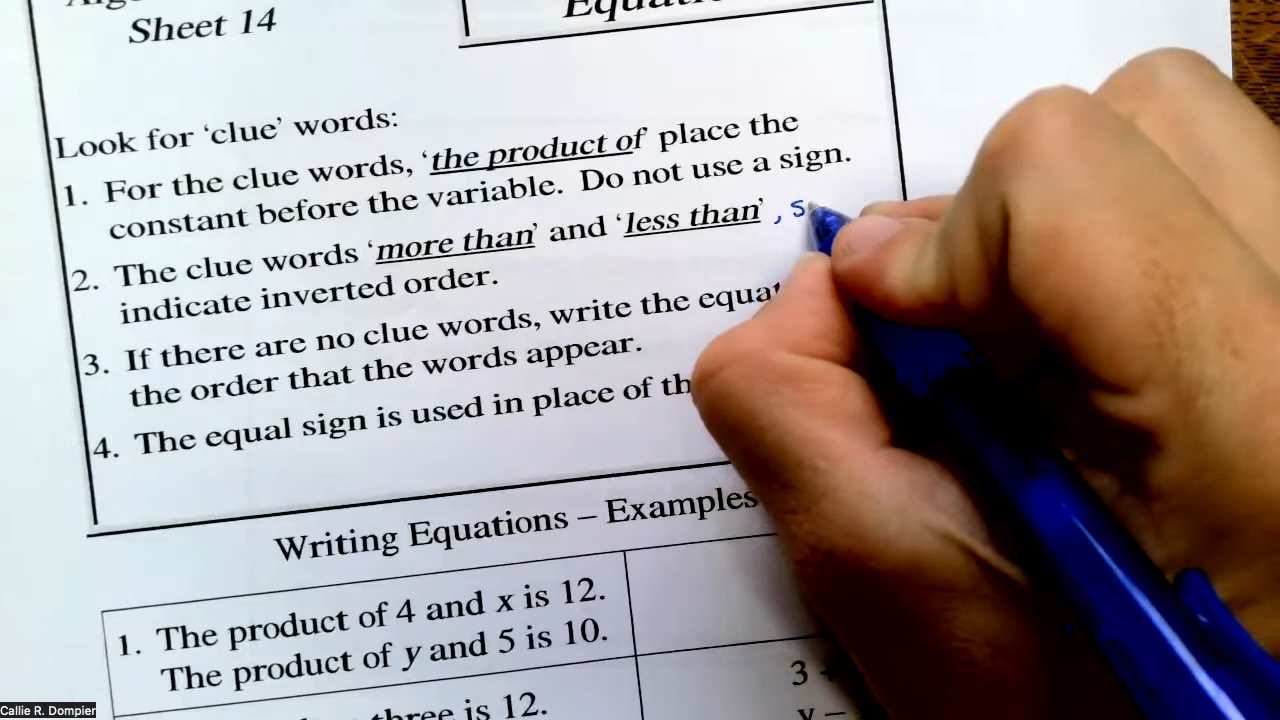 Sheet 14
Look for ‘clue’ words:
1. For the clue words, ‘the product of place the
constant before the variable. Do not use a sign.
2. The clue words ‘more than’ and ‘less than’ , s
indicate inverted order.
3. If there are no clue words, write the
the order that the words appear.
4. The equal sign is used in place of
Writing Equations – Examples
1. The product of 4 and x is 12.
The product of y and 5 is 10.
three is 12.
3
y –
Callie R. Dompier